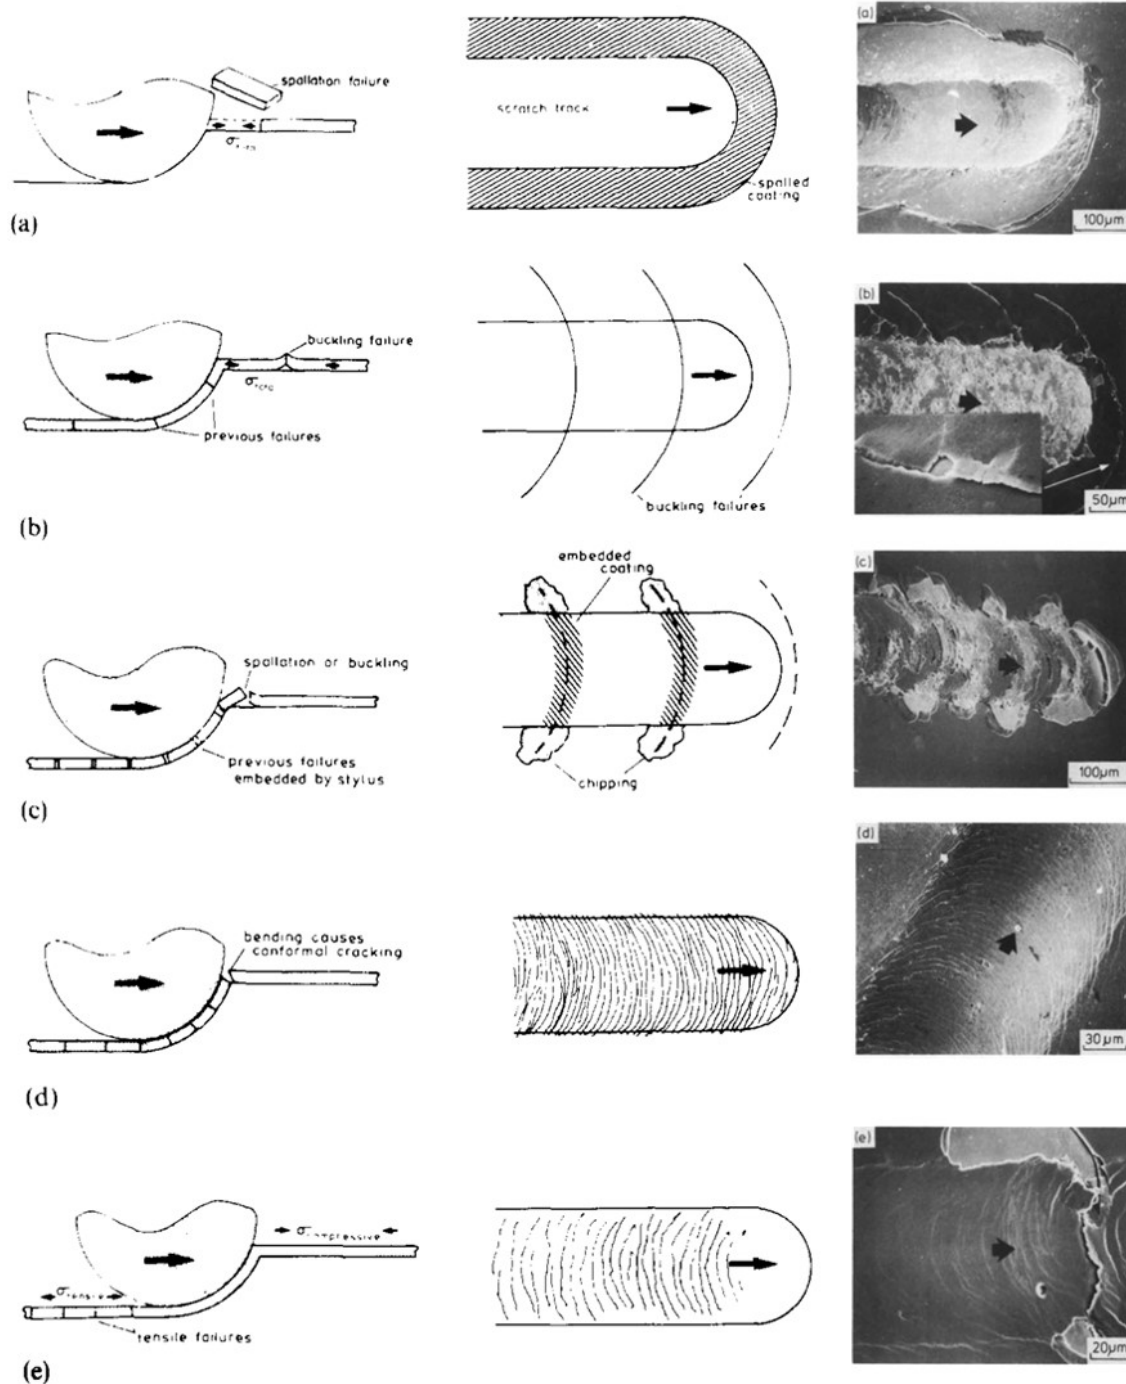 spallation failure
scratch track
spalled
coating
(a)
(a)
100μm
buckling failure
previous failures
buckling failures
(b)
(b)
50μm
embedded
coating
spallation or buckling
previous failures
embedded by stylus
chipping
(c)
(c)
100μm
bending causes
conformal cracking
(d)
(d)
30μm
σcompressive
σtensile
tensile failures
(e)
(e)
20μm